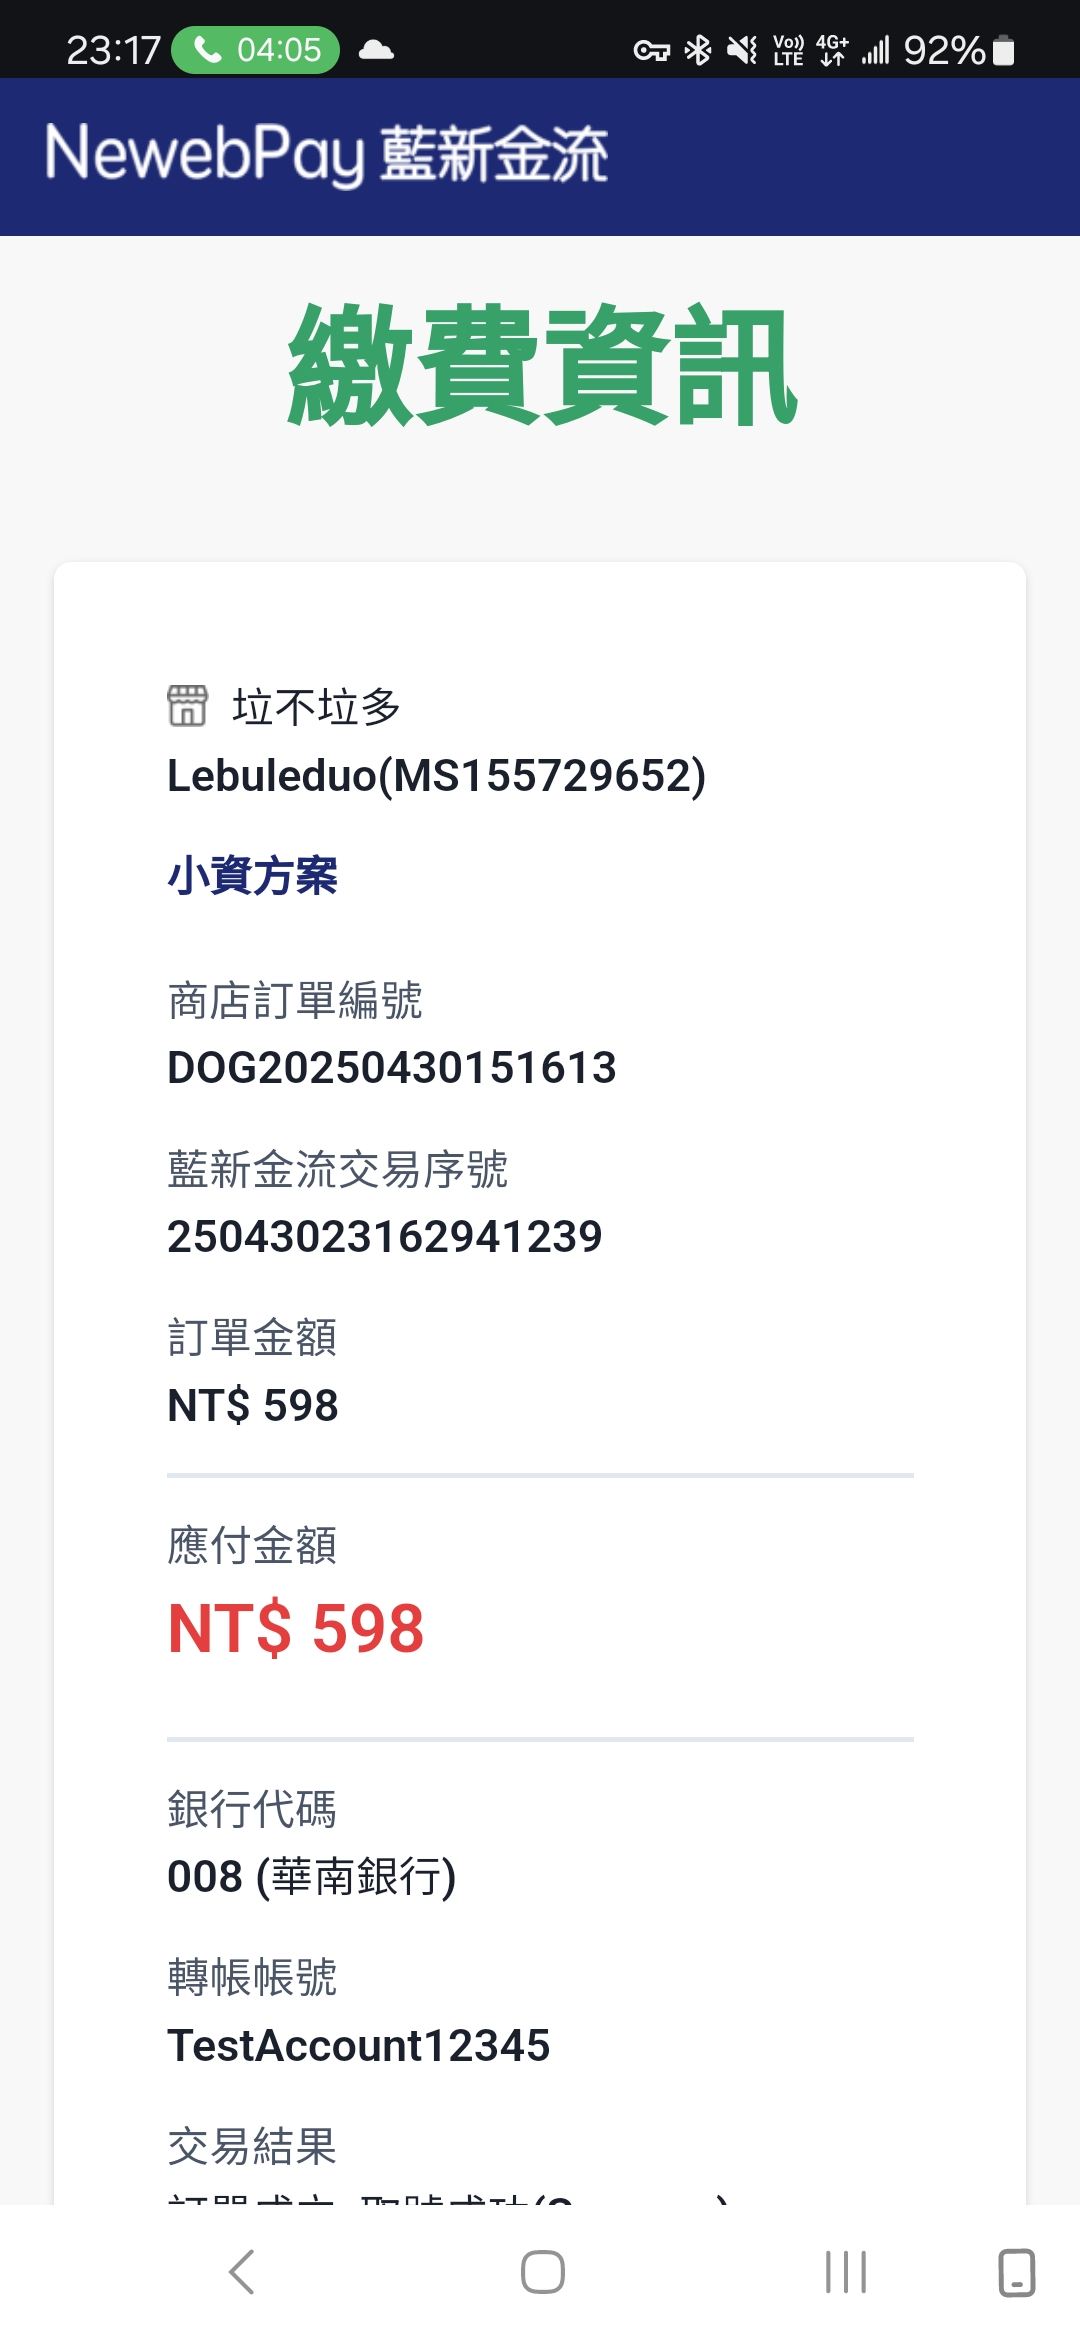 23:17 04:05 Vo)) LTE 4G+ 92%
NewebPay 藍新金流
繳費資訊
垃不垃多
Lebuleduo(MS155729652)
小資方案
商店訂單編號
DOG20250430151613
藍新金流交易序號
25043023162941239
訂單金額
NT$ 598
應付金額
NT$ 598
銀行代碼
008 (華南銀行)
轉帳帳號
TestAccount12345
交易結果